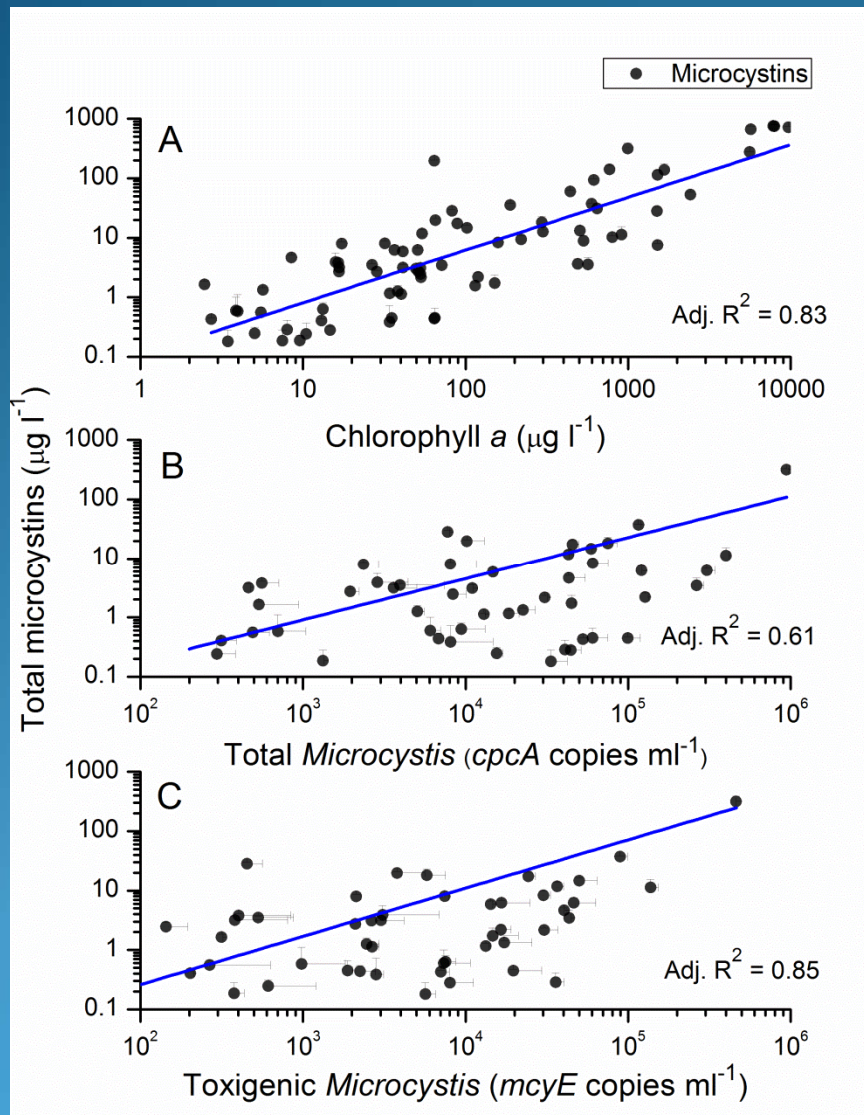 Microcystins
A
1000
100
10
1
0.1
Adj. R² = 0.83
1 10 100 1000 10000
Chlorophyll a (μg l⁻¹)
Total microcystins (μg l⁻¹)
B
1000
100
10
1
0.1
Adj. R² = 0.61
10² 10³ 10⁴ 10⁵ 10⁶
Total Microcystis (cpcA copies ml⁻¹)
C
1000
100
10
1
0.1
Adj. R² = 0.85
10² 10³ 10⁴ 10⁵ 10⁶
Toxigenic Microcystis (mcyE copies ml⁻¹)